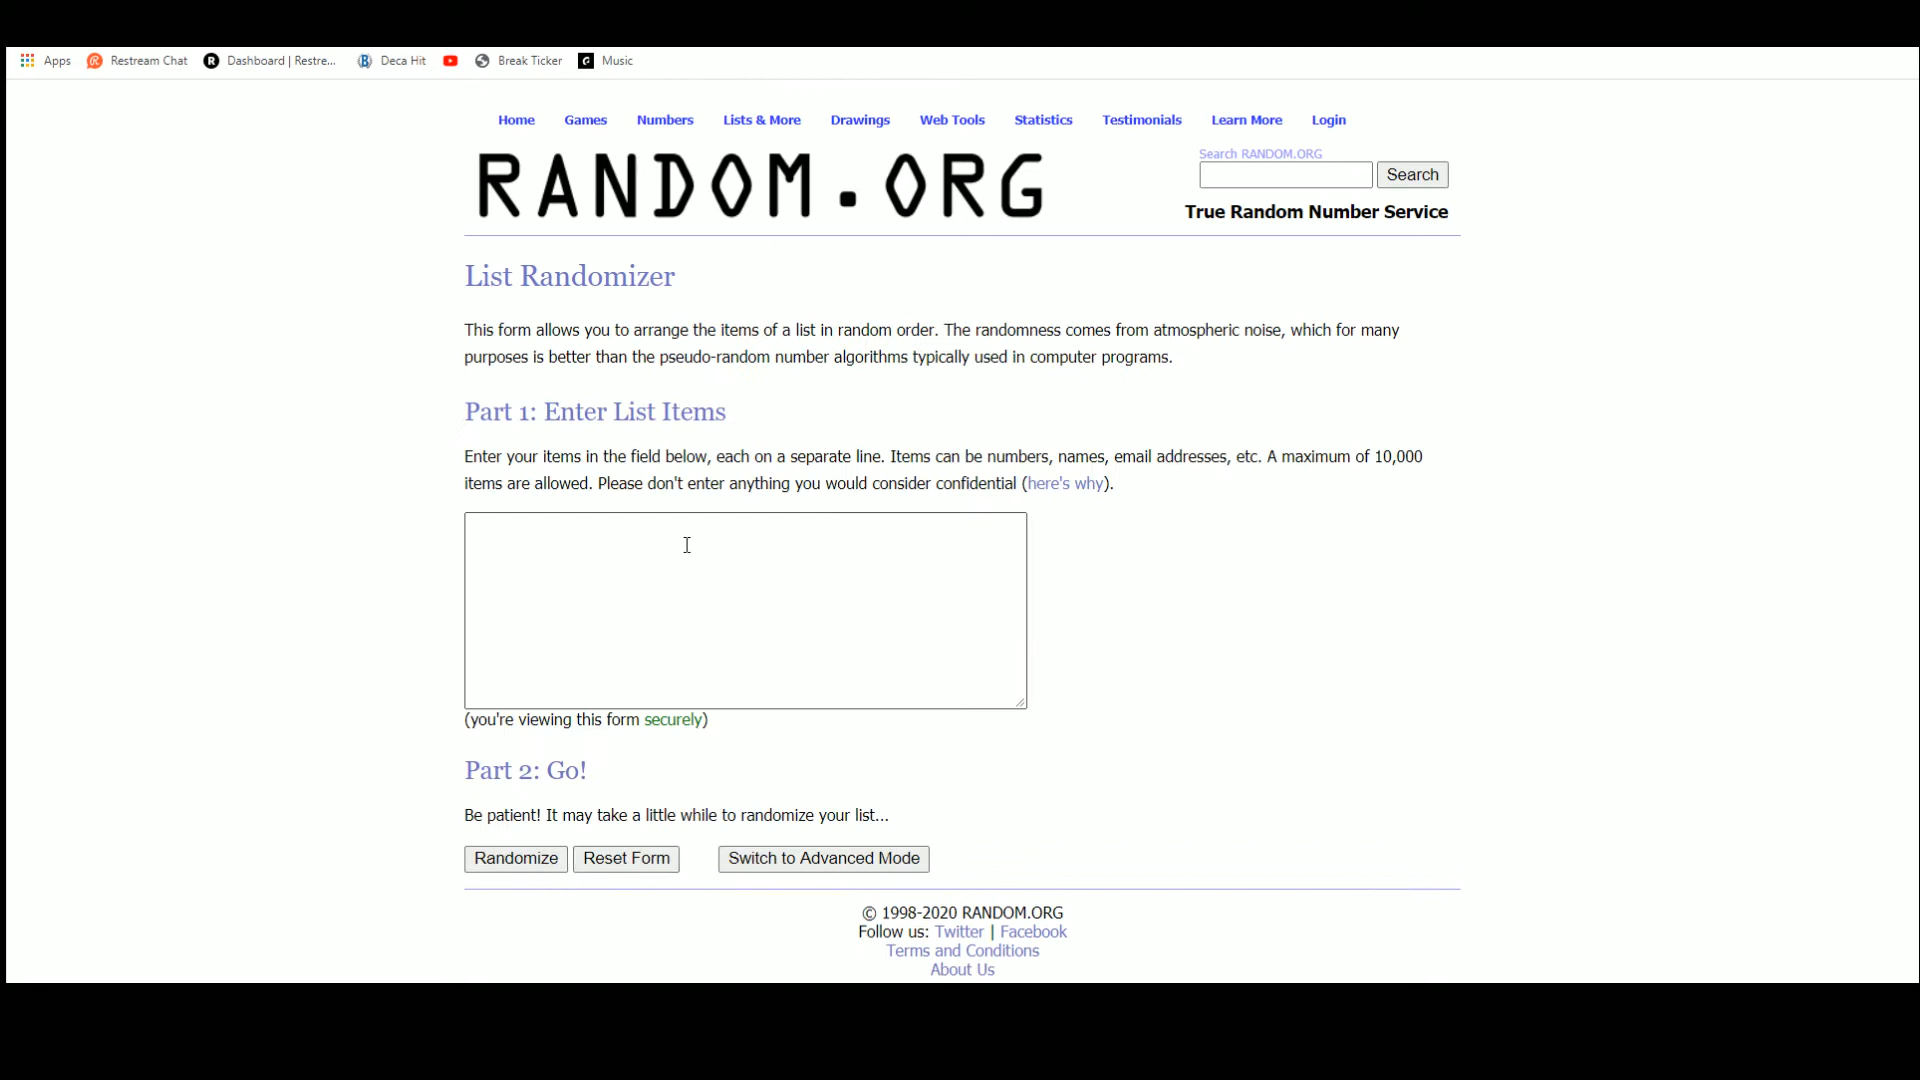 Apps Restream Chat Dashboard | Restre... Deca Hit Break Ticker Music
Home Games Numbers Lists & More Drawings Web Tools Statistics Testimonials Learn More Login
RANDOM.ORG
Search RANDOM.ORG
Search
True Random Number Service
List Randomizer
This form allows you to arrange the items of a list in random order. The randomness comes from atmospheric noise, which for many
purposes is better than the pseudo-random number algorithms typically used in computer programs.
Part 1: Enter List Items
Enter your items in the field below, each on a separate line. Items can be numbers, names, email addresses, etc. A maximum of 10,000
items are allowed. Please don't enter anything you would consider confidential (here's why).
(you're viewing this form securely)
Part 2: Go!
Be patient! It may take a little while to randomize your list...
Randomize Reset Form Switch to Advanced Mode
© 1998-2020 RANDOM.ORG
Follow us: Twitter | Facebook
Terms and Conditions
About Us